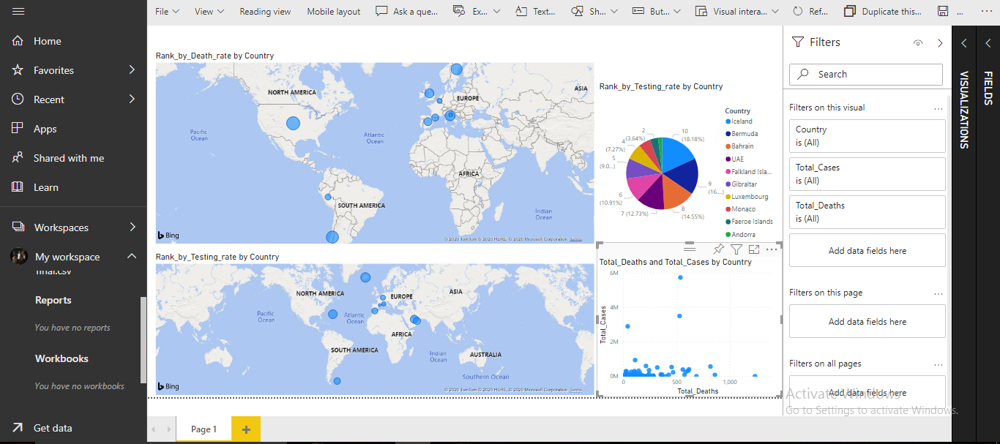 File View Reading view Mobile layout Ask a que... Ex... Text... Sh... But... Visual intera... Ref... Duplicate this... ...
Home
Favorites
Recent
Apps
Shared with me
Learn
Workspaces
My workspace
final.csv
Reports
You have no reports
Workbooks
You have no workbooks
Get data
Rank_by_Death_rate by Country
NORTH AMERICA
EUROPE
ASIA
Pacific
Ocean
Atlantic
Ocean
AFRICA
SOUTH AMERICA
Indian
Ocean
Bing
© 2020 TomTom © 2020 HERE, © 2020 Microsoft Corporation Terms
Rank_by_Testing_rate by Country
NORTH AMERICA
EUROPE
ASIA
Pacific
Ocean
Atlantic
Ocean
AFRICA
SOUTH AMERICA
Indian
Ocean
AUSTRALIA
Southern Ocean
Bing
© 2020 TomTom © 2020 HERE, © 2020 Microsoft Corporation Terms
Rank_by_Testing_rate by Country
2
(3.64%)
10
(18.18%)
4
(7.27%)
5
(9.0...)
9
(16....)
6
(10.91%)
7 (12.73%)
8
(14.55%)
Country
Iceland
Bermuda
Bahrain
UAE
Falkland Isla...
Gibraltar
Luxembourg
Monaco
Faeroe Islands
Andorra
Total_Deaths and Total_Cases by Country
6M
4M
2M
0M
Total_Cases
0 500 1,000
Total_Deaths
Page 1
Filters
Search
Filters on this visual
Country
is (All)
Total_Cases
is (All)
Total_Deaths
is (All)
Add data fields here
Filters on this page
Add data fields here
Filters on all pages
Add data fields here
Activate Windows
Go to Settings to activate Windows.
VISUALIZATIONS
FIELDS